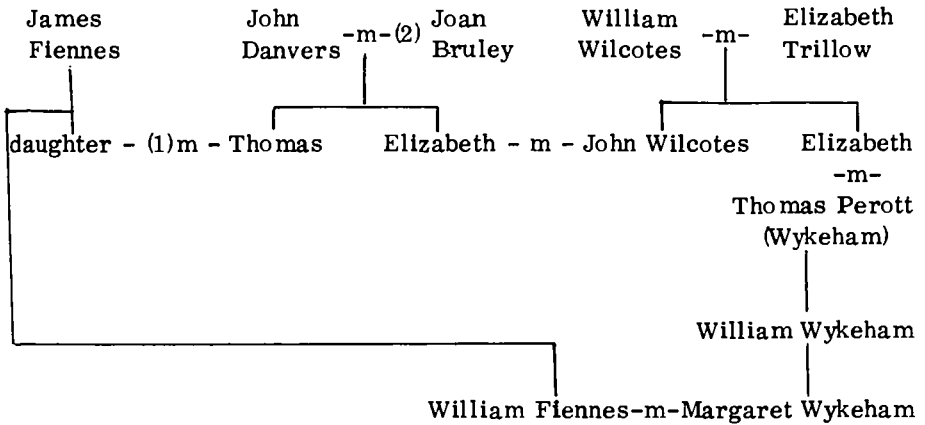 James John Joan William Elizabeth
Fiennes Danvers -m-(2) Bruley Wilcotes -m- Trillow
daughter - (1)m - Thomas Elizabeth - m - John Wilcotes Elizabeth
-m-
Thomas Perott
(Wykeham)
William Wykeham
William Fiennes-m-Margaret Wykeham